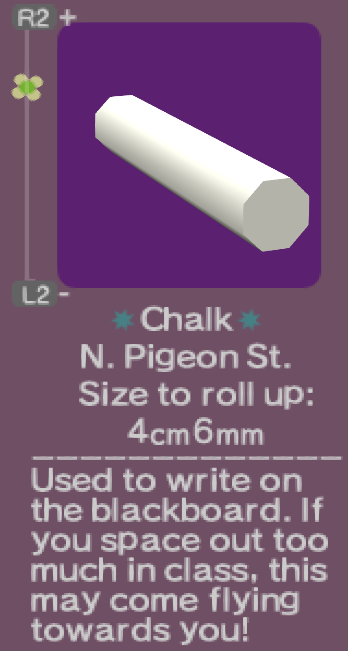 R2 +
L2 -
Chalk
N. Pigeon St.
Size to roll up:
4cm6mm
Used to write on
the blackboard. If
you space out too
much in class, this
may come flying
towards you!